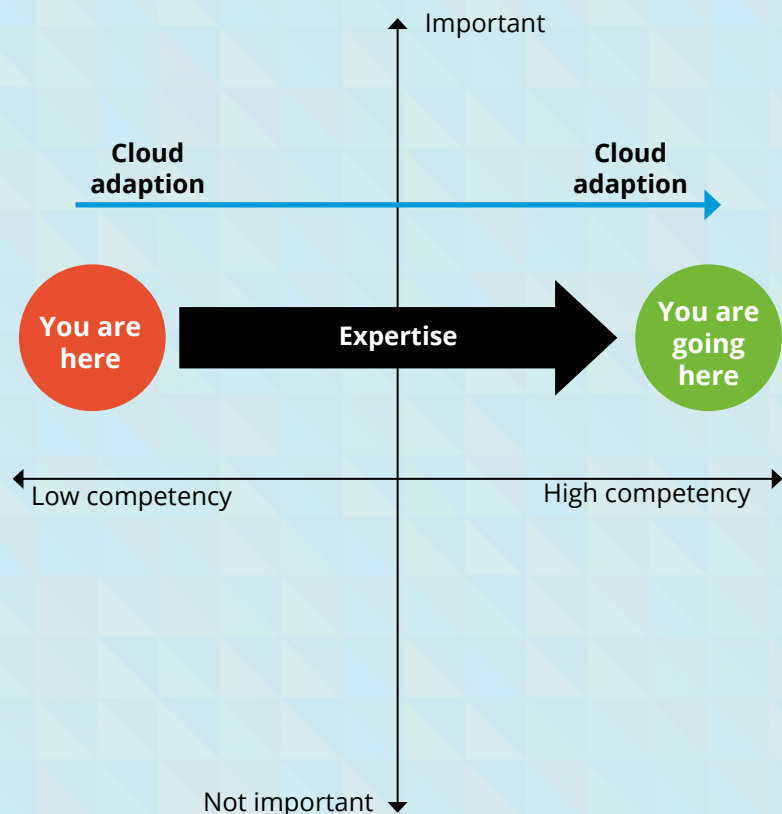 Important
Cloud
adaption
Cloud
adaption
You are
here
Expertise
You are
going
here
Low competency
High competency
Not important